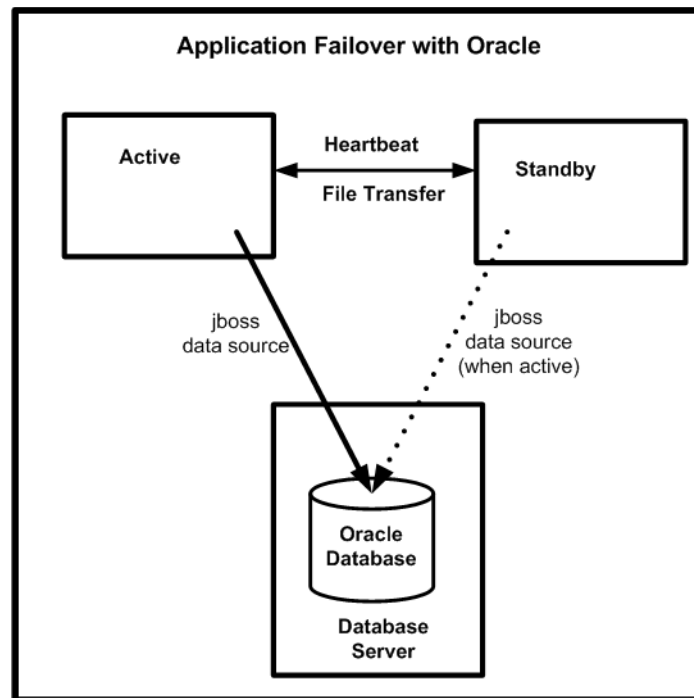 Application Failover with Oracle
Active
Heartbeat
File Transfer
Standby
jboss
data source
jboss
data source
(when active)
Oracle
Database
Database
Server